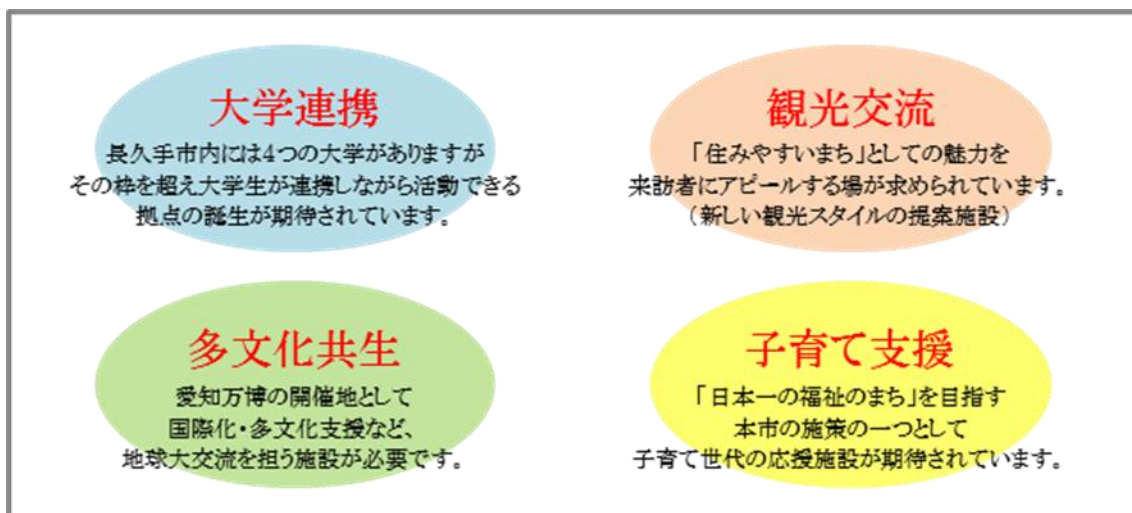 大学連携
長久手市内には4つの大学がありますが
その枠を超え大学生が連携しながら活動できる
拠点の誕生が期待されています。
観光交流
「住みやすいまち」としての魅力を
来訪者にアピールする場が求められています。
（新しい観光スタイルの提案施設）
多文化共生
愛知万博の開催地として
国際化・多文化支援など、
地球大交流を担う施設が必要です。
子育て支援
「日本一の福祉のまち」を目指す
本市の施策の一つとして
子育て世代の応援施設が期待されています。